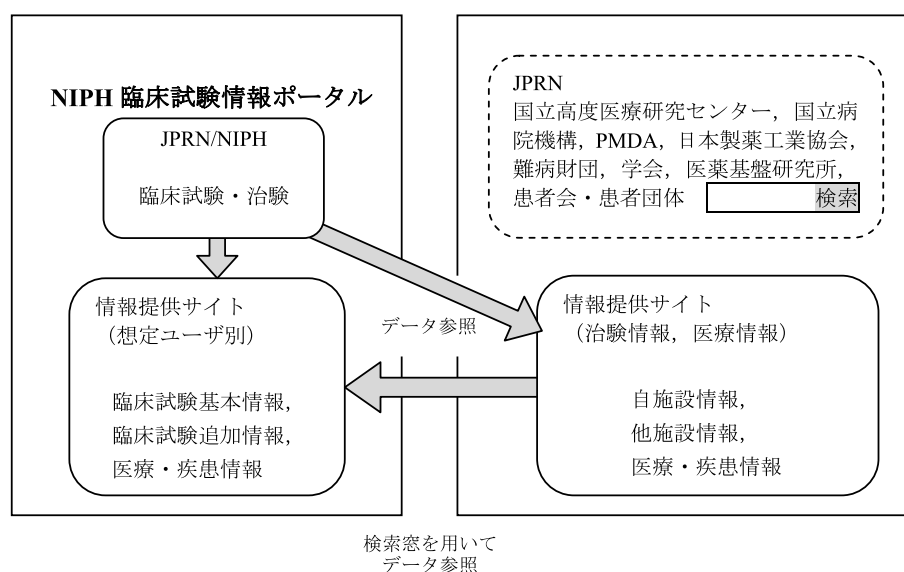 NIPH 臨床試験情報ポータル
JPRN/NIPH
臨床試験・治験
情報提供サイト
（想定ユーザ別）
臨床試験基本情報，
臨床試験追加情報，
医療・疾患情報
データ参照
JPRN
国立高度医療研究センター，国立病
院機構，PMDA，日本製薬工業協会，
難病財団，学会，医薬基盤研究所，
患者会・患者団体 検索
情報提供サイト
（治験情報，医療情報）
自施設情報，
他施設情報，
医療・疾患情報
検索窓を用いて
データ参照